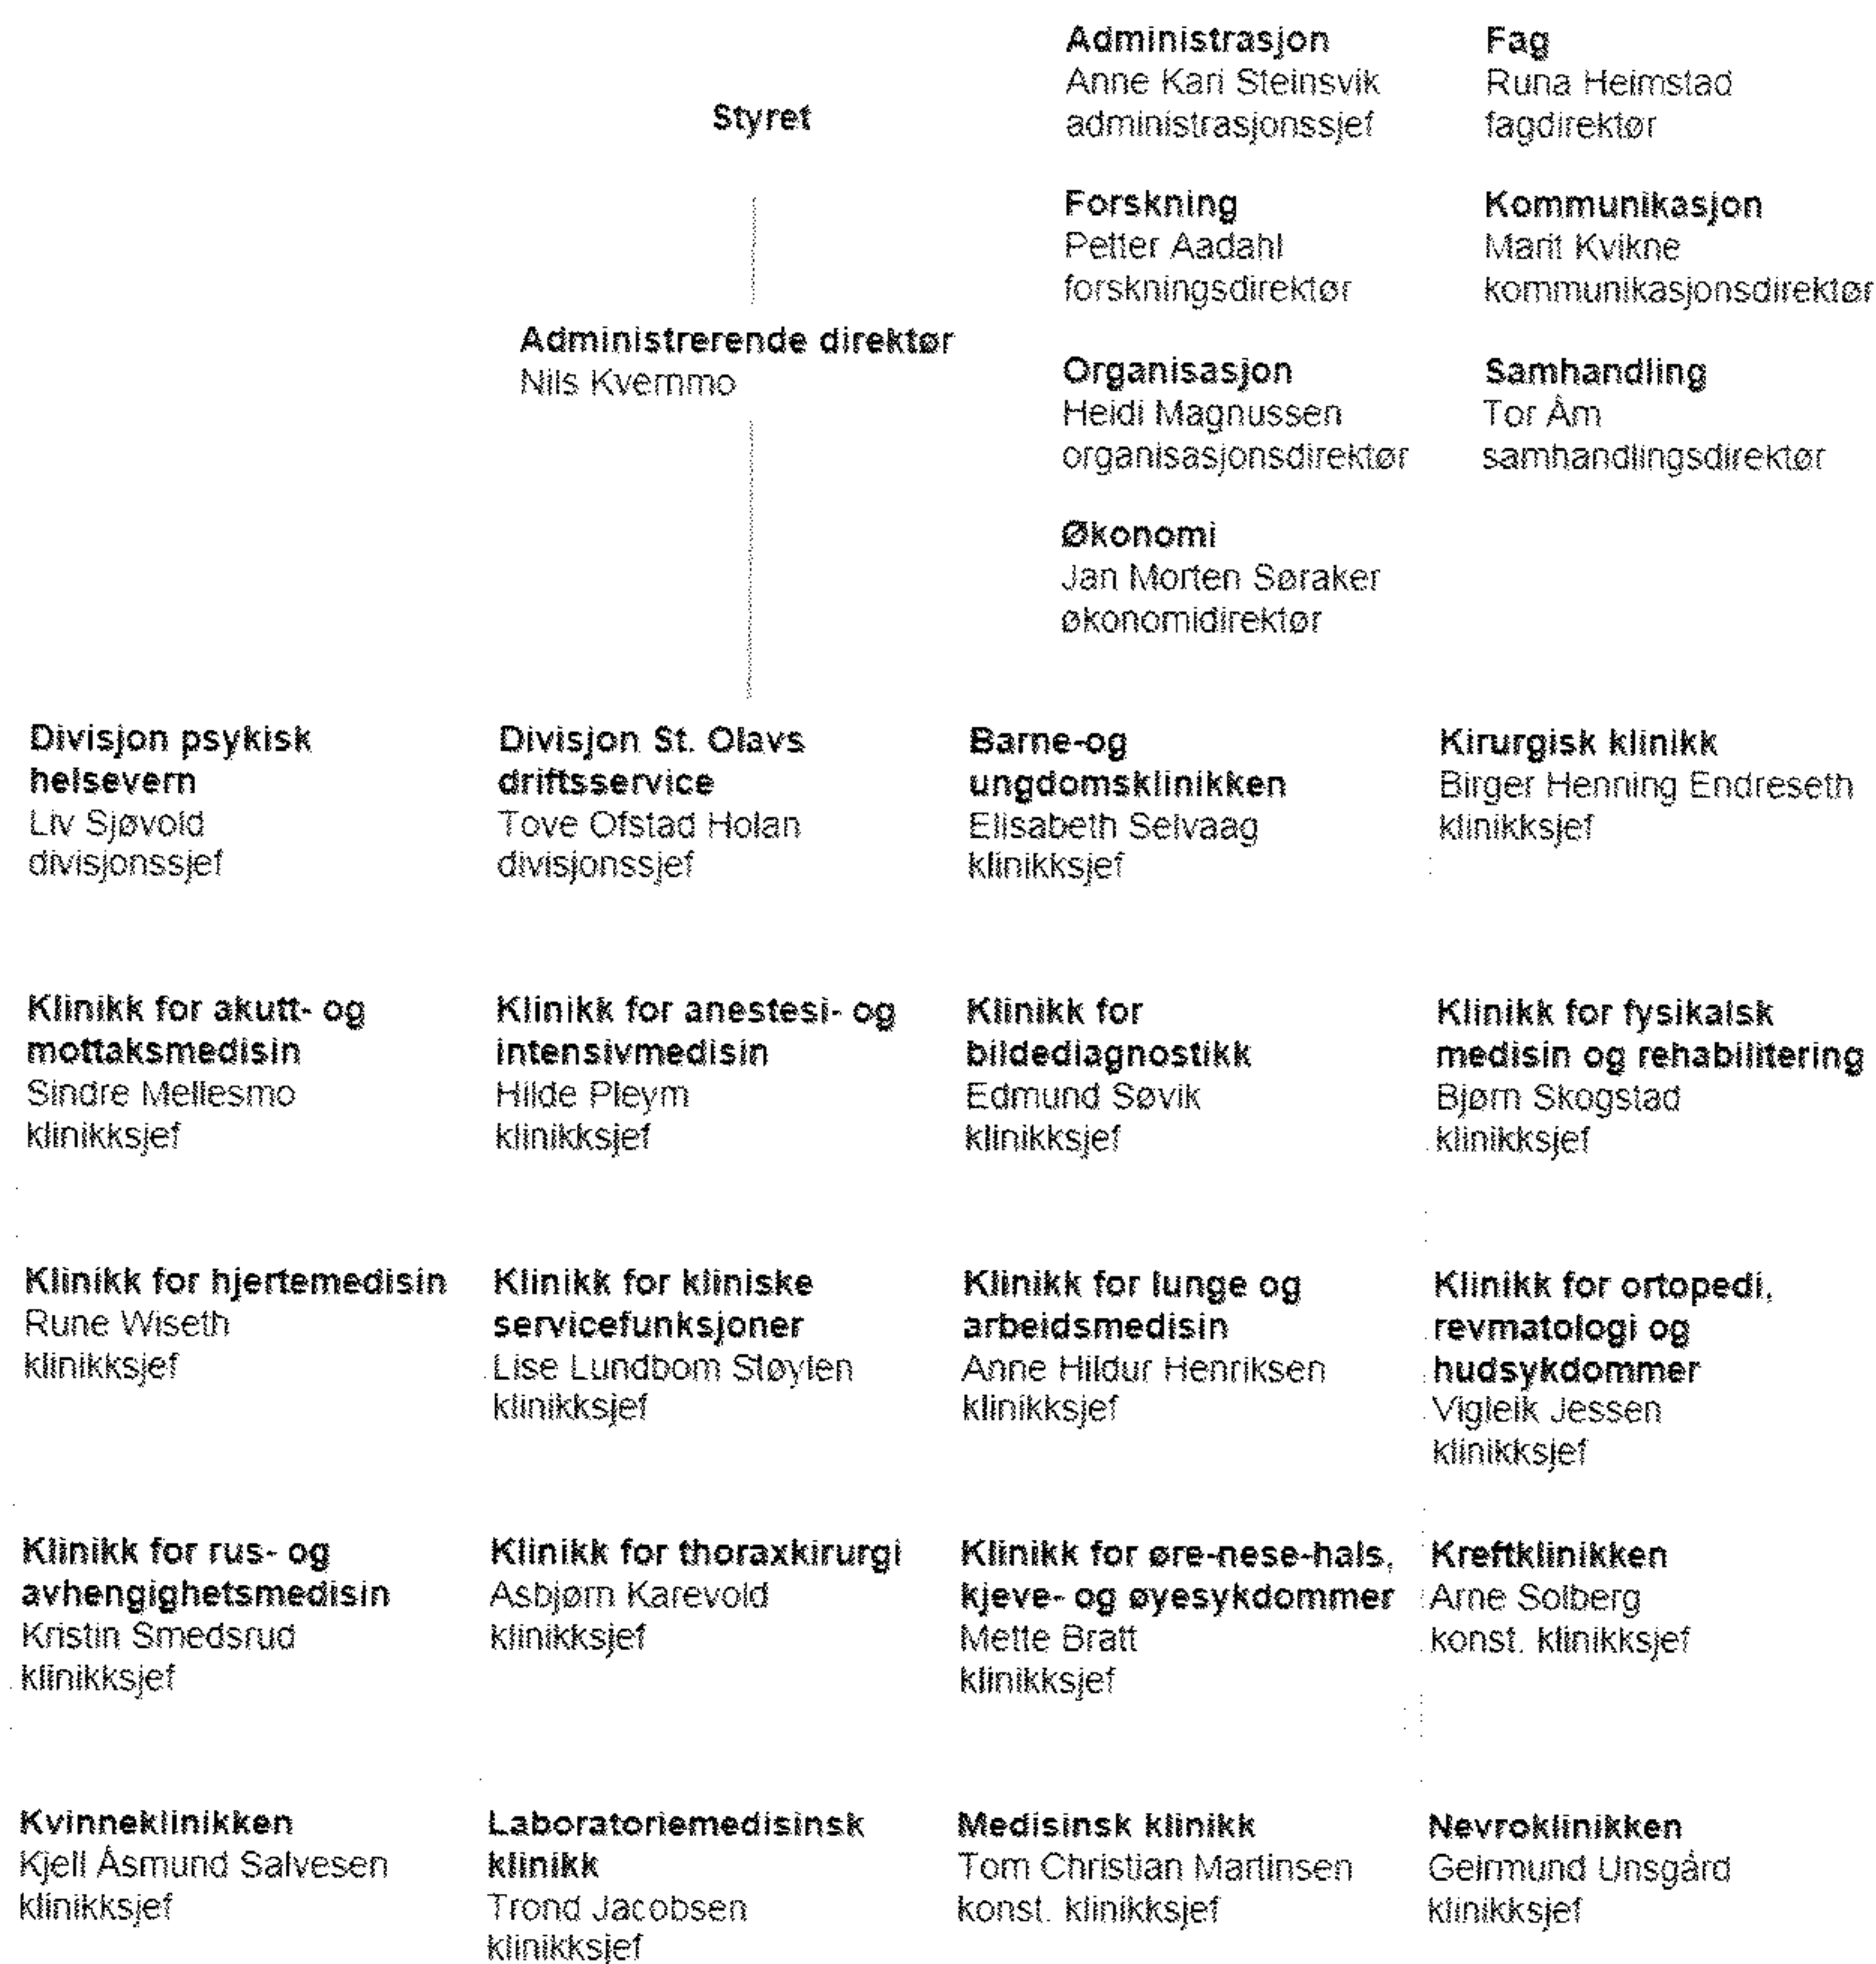 Styret
Administrerende direktør
Nils Kvernmo
Administrasjon
Anne Kari Steinsvik
administrasjonssjef
Fag
Runa Heimstad
fagdirektør
Forskning
Petter Aadahl
forskningsdirektør
Kommunikasjon
Marit Kvikne
kommunikasjonsdirektør
Organisasjon
Heidi Magnussen
organisasjonsdirektør
Samhandling
Tor Åm
samhandlingsdirektør
Økonomi
Jan Morten Søraker
økonomidirektør
Divisjon psykisk
helsevern
Liv Sjøvold
divisjonssjef
Divisjon St. Olavs
driftsservice
Tove Ofstad Holan
divisjonssjef
Barne-og
ungdomsklinikken
Elisabeth Selvaag
klinikksjef
Kirurgisk klinikk
Birger Henning Endreseth
klinikksjef
Klinikk for akutt- og
mottaksmedisin
Sindre Mellesmo
klinikksjef
Klinikk for anestesi- og
intensivmedisin
Hilde Pleym
klinikksjef
Klinikk for
bildediagnostikk
Edmund Søvik
klinikksjef
Klinikk for fysikalsk
medisin og rehabilitering
Bjørn Skogstad
klinikksjef
Klinikk for hjertemedisin
Rune Wiseth
klinikksjef
Klinikk for kliniske
servicefunksjoner
Lise Lundbom Støylen
klinikksjef
Klinikk for lunge og
arbeidsmedisin
Anne Hildur Henriksen
klinikksjef
Klinikk for ortopedi,
revmatologi og
hudsykdommer
Vigleik Jessen
klinikksjef
Klinikk for rus- og
avhengighetsmedisin
Kristin Smedsrud
klinikksjef
Klinikk for thoraxkirurgi
Asbjørn Karevold
klinikksjef
Klinikk for øre-nese-hals,
kjeve- og øyesykdommer
Mette Bratt
klinikksjef
Kreftklinikken
Arne Solberg
konst. klinikksjef
Kvinneklinikken
Kjell Åsmund Salvesen
klinikksjef
Laboratoriemedisinsk
klinikk
Trond Jacobsen
klinikksjef
Medisinsk klinikk
Tom Christian Martinsen
konst. klinikksjef
Nevroklinikken
Geirmund Unsgård
klinikksjef